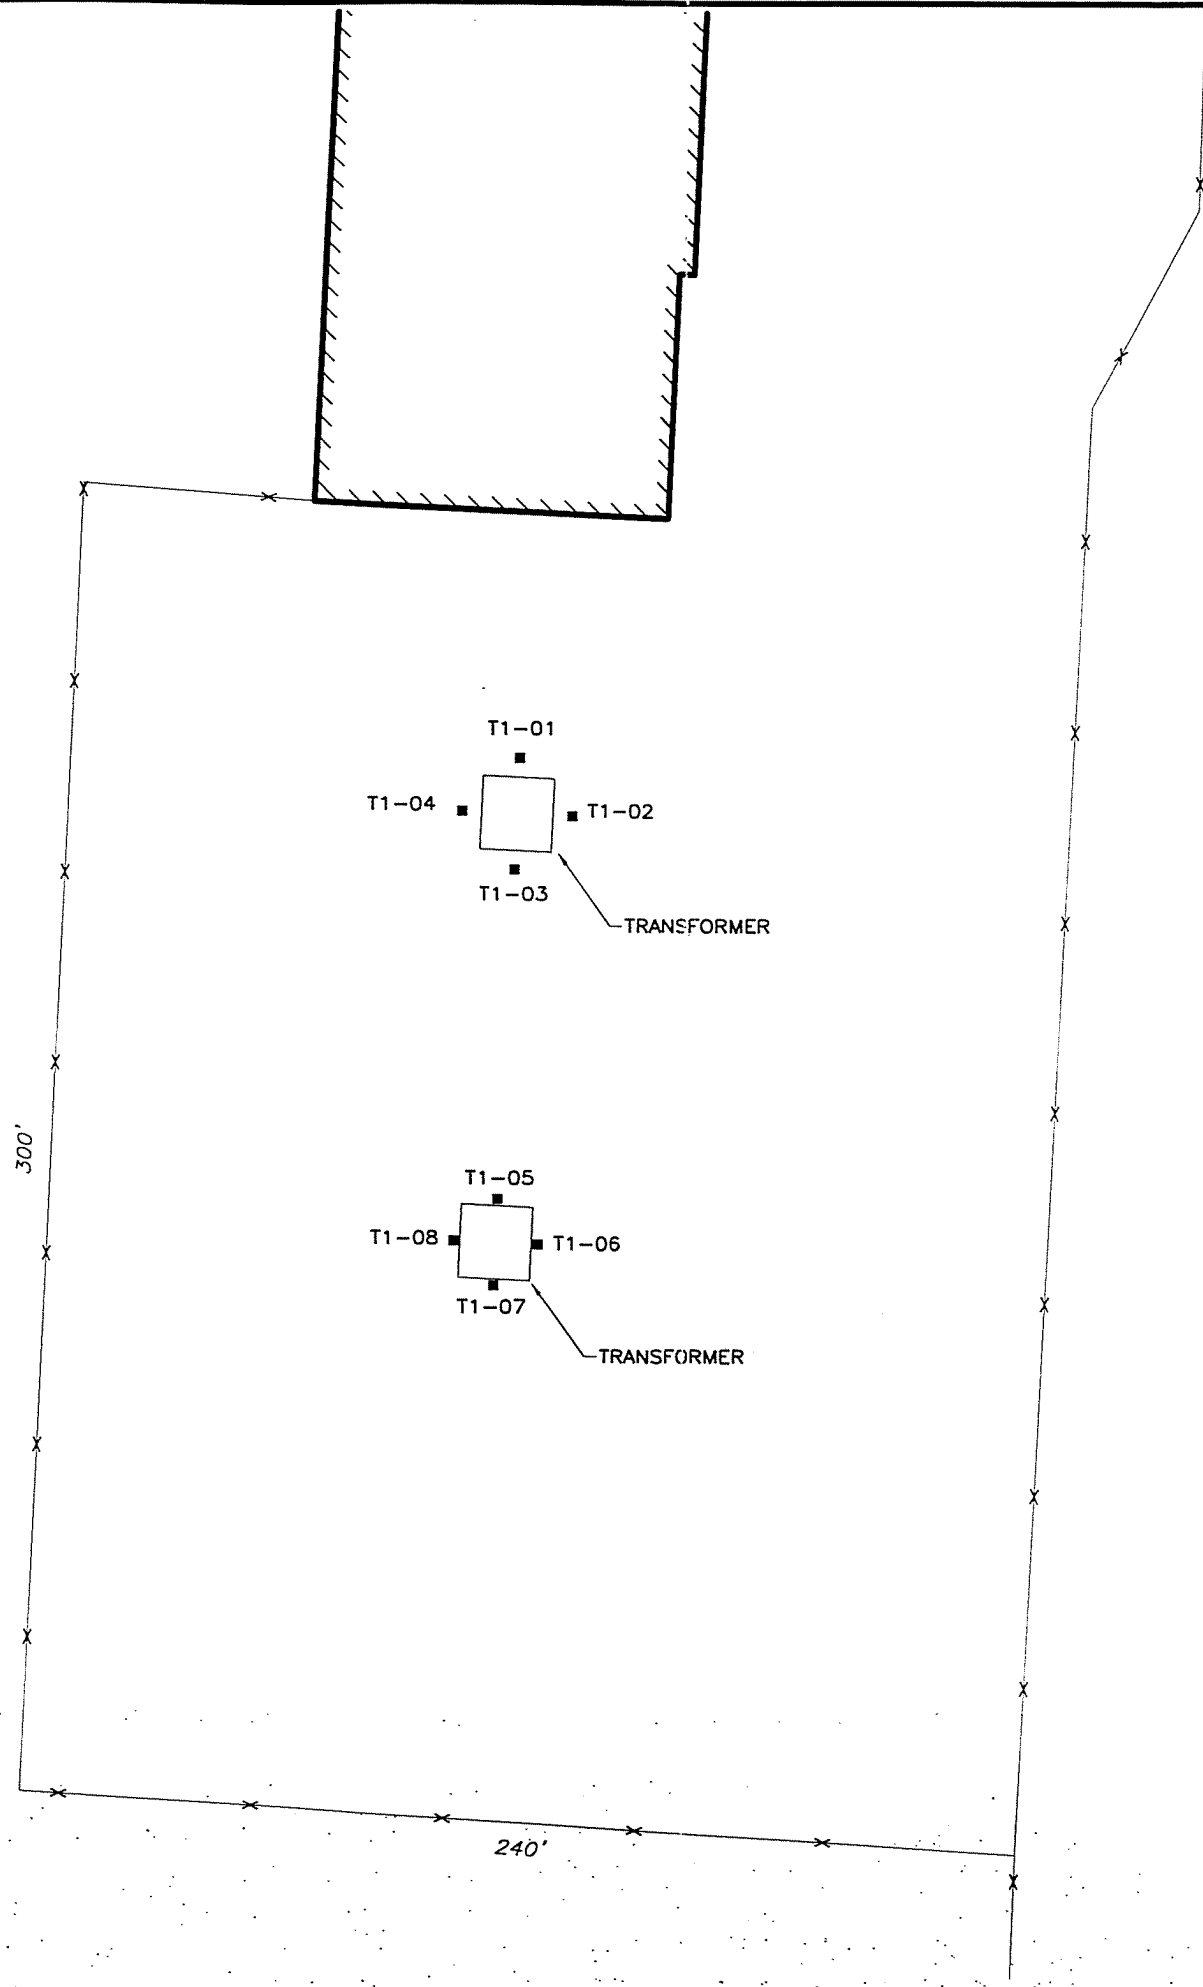 T1-01
T1-04
T1-02
T1-03
TRANSFORMER
300'
T1-05
T1-08
T1-06
T1-07
TRANSFORMER
240'